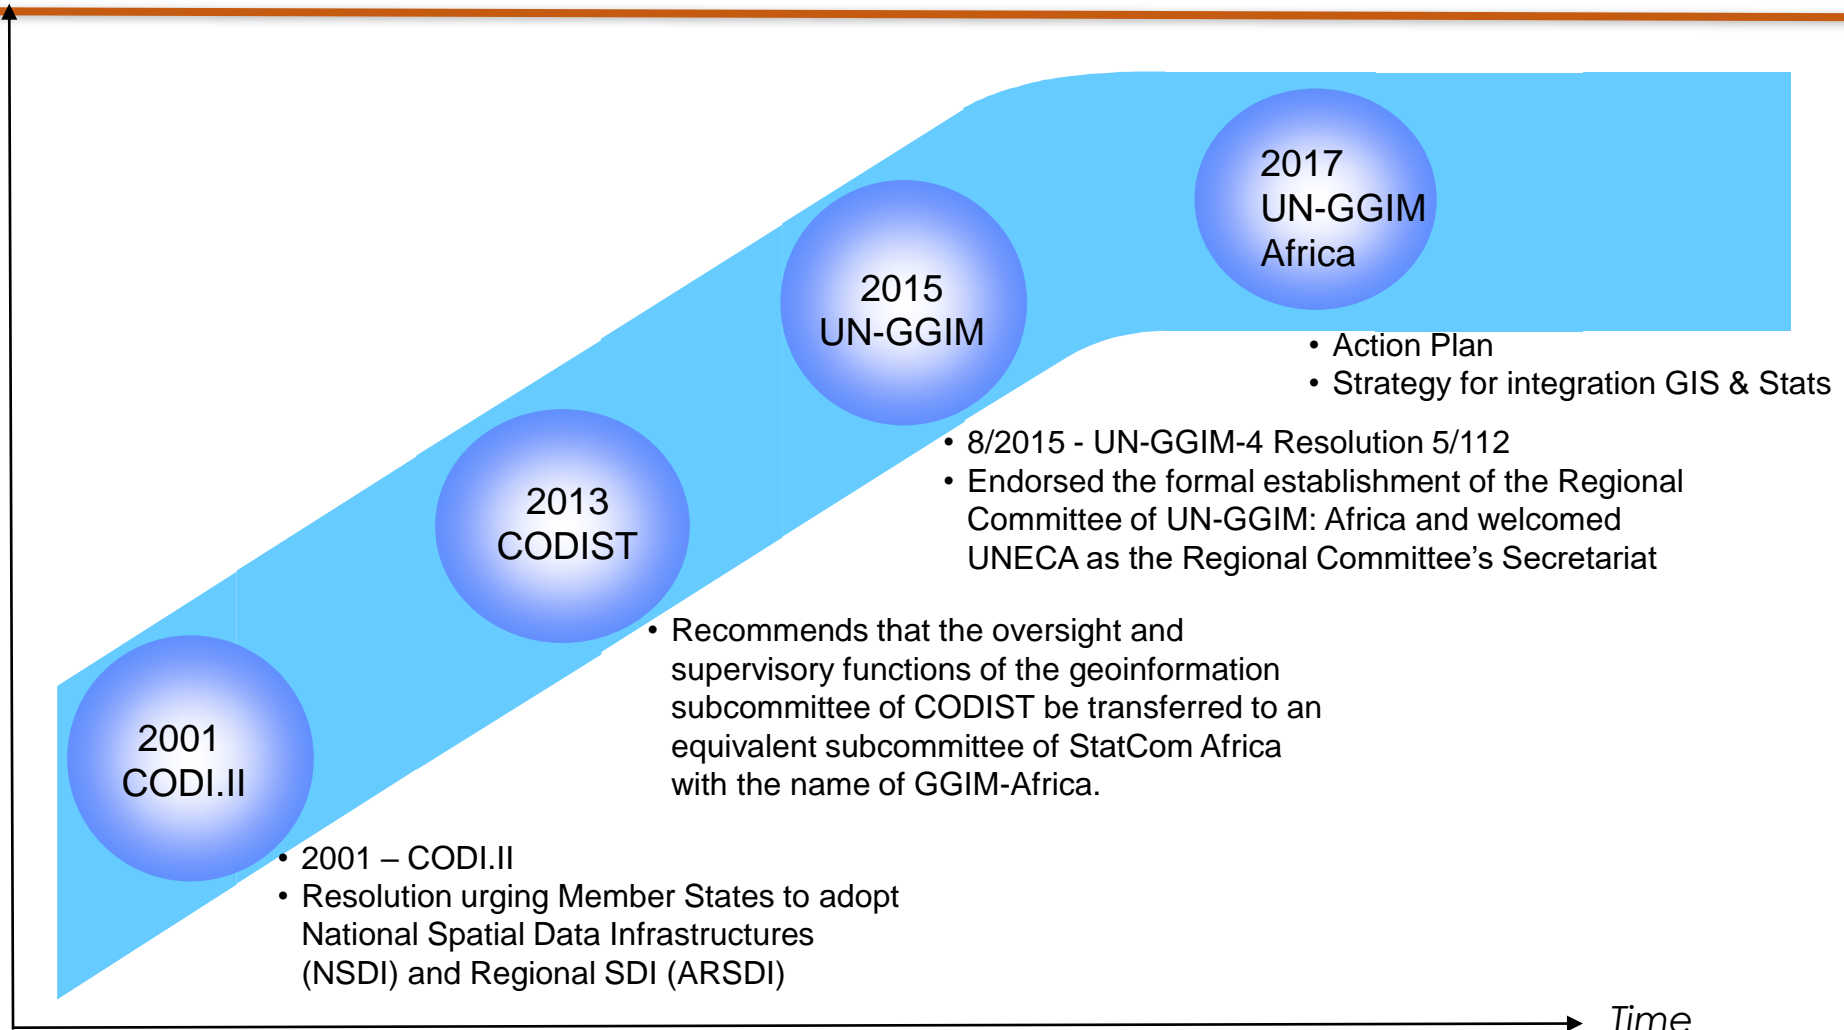 2017
UN-GGIM
Africa
• Action Plan
• Strategy for integration GIS & Stats
2015
UN-GGIM
• 8/2015 - UN-GGIM-4 Resolution 5/112
• Endorsed the formal establishment of the Regional
Committee of UN-GGIM: Africa and welcomed
UNECA as the Regional Committee’s Secretariat
2013
CODIST
• Recommends that the oversight and
supervisory functions of the geoinformation
subcommittee of CODIST be transferred to an
equivalent subcommittee of StatCom Africa
with the name of GGIM-Africa.
2001
CODI.II
• 2001 – CODI.II
• Resolution urging Member States to adopt
National Spatial Data Infrastructures
(NSDI) and Regional SDI (ARSDI)
Time